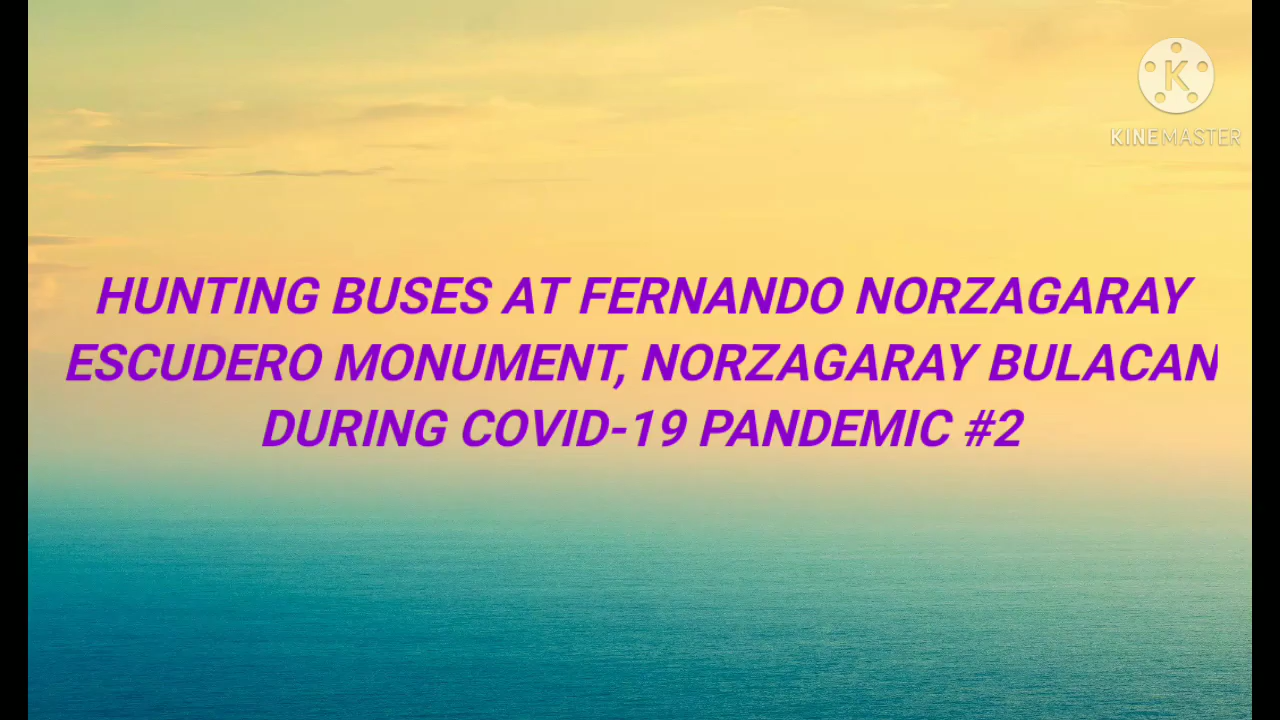 K
KINEMASTER
HUNTING BUSES AT FERNANDO NORZAGARAY
ESCUDERO MONUMENT, NORZAGARAY BULACAN
DURING COVID-19 PANDEMIC #2